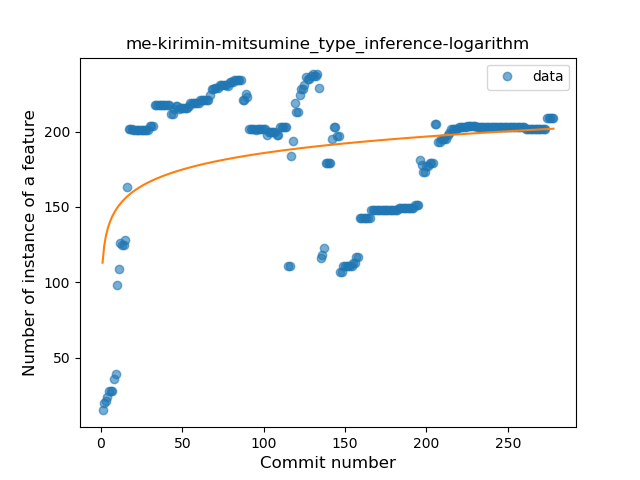 me-kirimin-mitsumine_type_inference-logarithm
data
Number of instance of a feature
200
150
100
50
0
50
100
150
200
250
Commit number